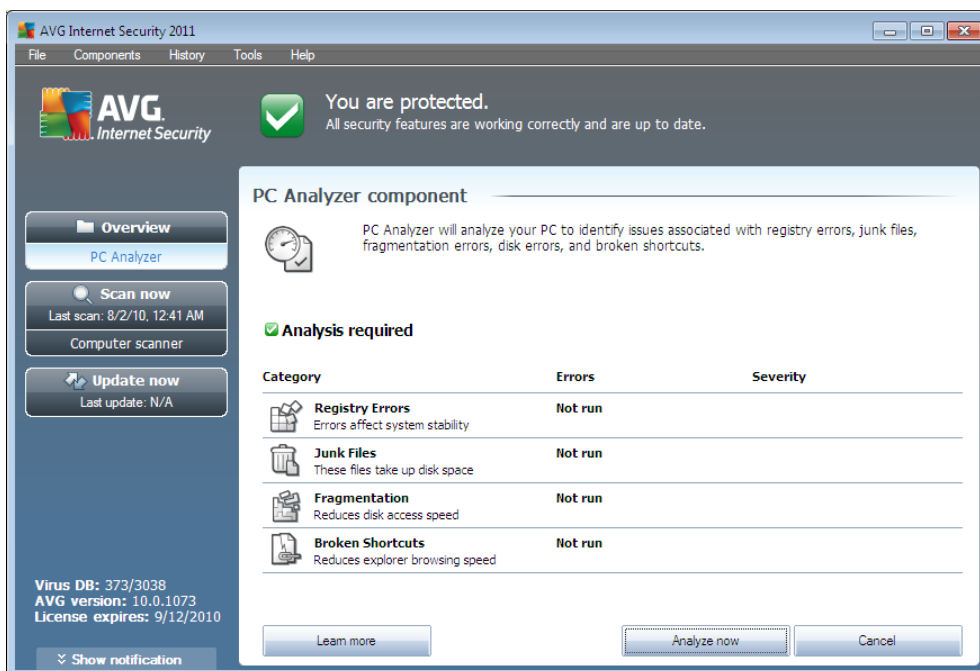 AVG Internet Security 2011
File Components History Tools Help
AVG.
Internet Security
You are protected.
All security features are working correctly and are up to date.
Overview
PC Analyzer
Scan now
Last scan: 8/2/10, 12:41 AM
Computer scanner
Update now
Last update: N/A
Virus DB: 373/3038
AVG version: 10.0.1073
License expires: 9/12/2010
Show notification
PC Analyzer component
PC Analyzer will analyze your PC to identify issues associated with registry errors, junk files,
fragmentation errors, disk errors, and broken shortcuts.
Analysis required
Category Errors Severity
Registry Errors Not run
Errors affect system stability
Junk Files Not run
These files take up disk space
Fragmentation Not run
Reduces disk access speed
Broken Shortcuts Not run
Reduces explorer browsing speed
Learn more Analyze now Cancel